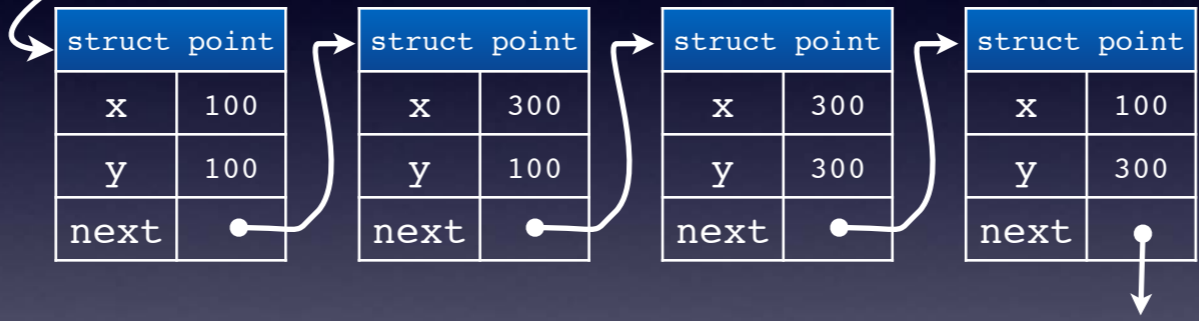 struct point struct point struct point struct point
x 100 x 300 x 300 x 100
y 100 y 100 y 300 y 300
next next next next